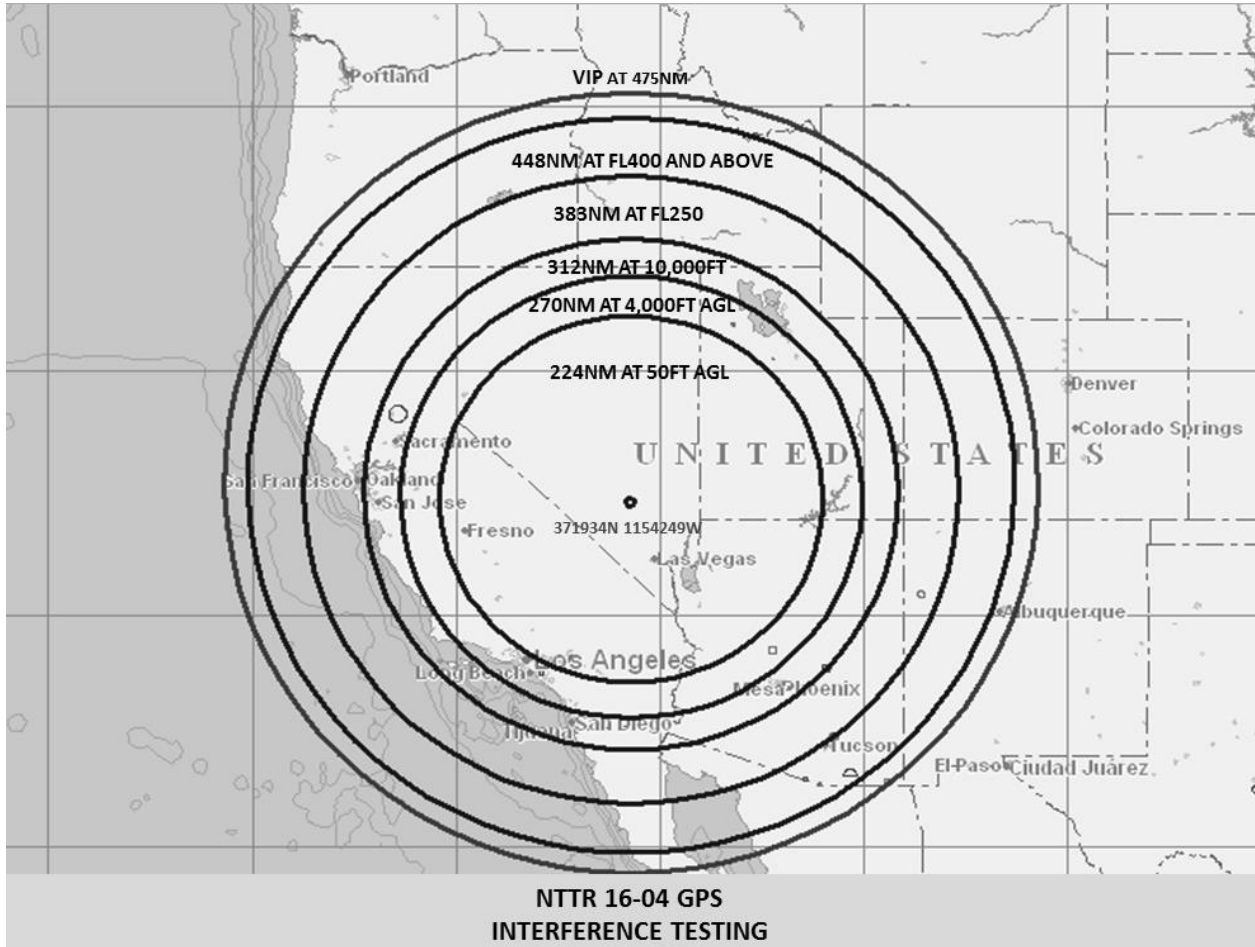 Portland
VIP AT 475NM
448NM AT FL400 AND ABOVE
383NM AT FL250
312NM AT 10,000FT
270NM AT 4,000FT AGL
224NM AT 50FT AGL
Denver
Colorado Springs
Sacramento
UNITED STATES
San Francisco
Oakland
San Jose
Fresno
371934N 1154249W
Las Vegas
Albuquerque
Los Angeles
Long Beach
Mesa
Phoenix
San Diego
Tijuana
Tucson
El Paso
Ciudad Juárez
NTTR 16-04 GPS
INTERFERENCE TESTING